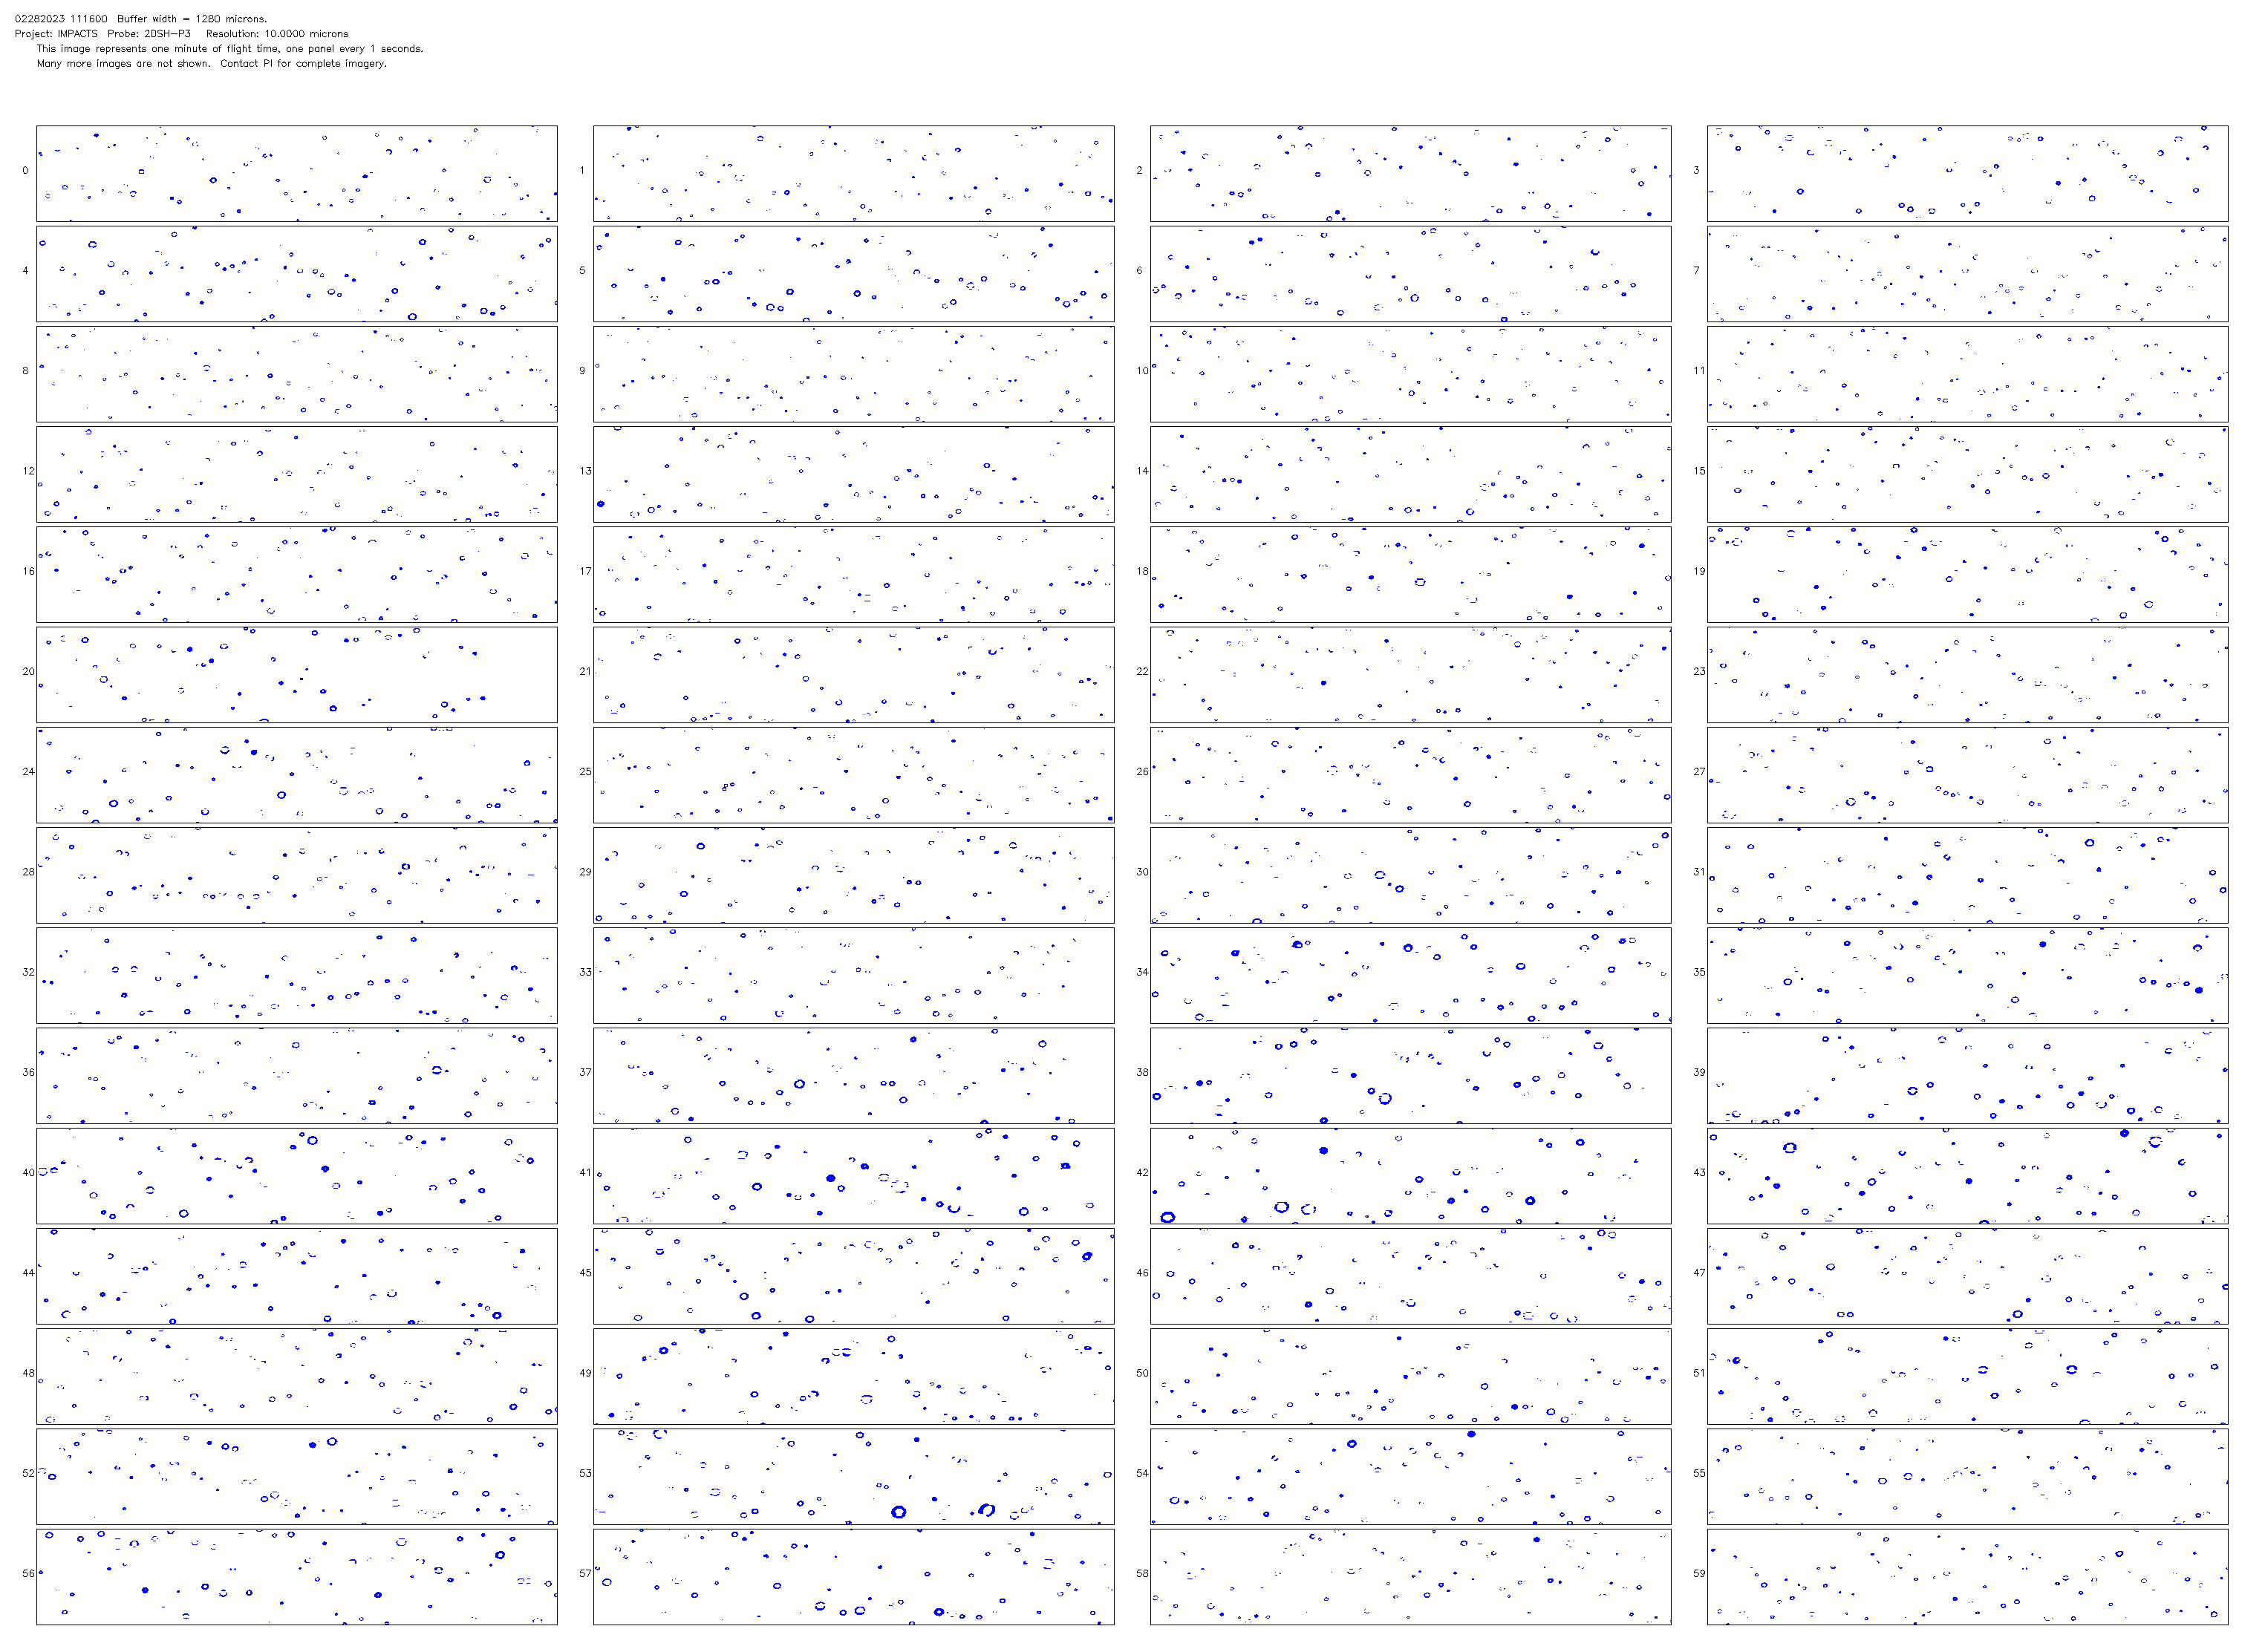 02282023 111600  Buffer width = 1280 microns.
Project: IMPACTS  Probe: 2DSH-P3    Resolution: 10.0000 microns
This image represents one minute of flight time, one panel every 1 seconds.
Many more images are not shown.  Contact PI for complete imagery.
0 1 2 3
4 5 6 7
8 9 10 11
12 13 14 15
16 17 18 19
20 21 22 23
24 25 26 27
28 29 30 31
32 33 34 35
36 37 38 39
40 41 42 43
44 45 46 47
48 49 50 51
52 53 54 55
56 57 58 59